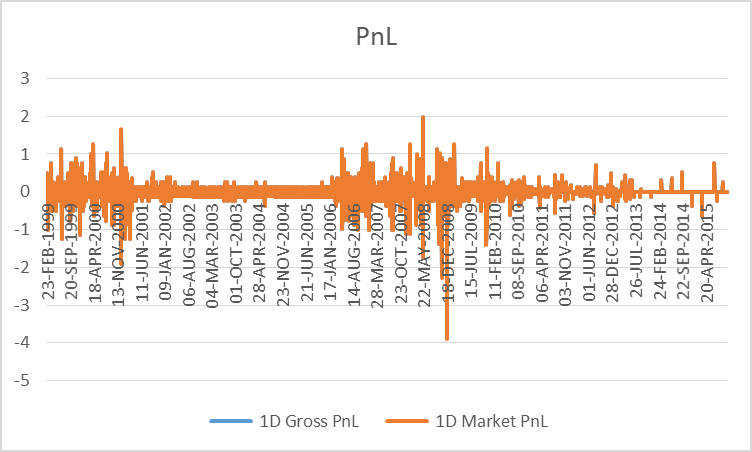 PnL
3
2
1
0
-1
-2
-3
-4
-5
23-FEB-1999
20-SEP-1999
18-APR-2000
13-NOV-2000
11-JUN-2001
09-JAN-2002
06-AUG-2002
04-MAR-2003
01-OCT-2003
28-APR-2004
23-NOV-2004
21-JUN-2005
17-JAN-2006
14-AUG-2006
28-MAR-2007
23-OCT-2007
22-MAY-2008
18-DEC-2008
15-JUL-2009
11-FEB-2010
08-SEP-2010
06-APR-2011
03-NOV-2011
01-JUN-2012
28-DEC-2012
26-JUL-2013
24-FEB-2014
22-SEP-2014
20-APR-2015
1D Gross PnL
1D Market PnL